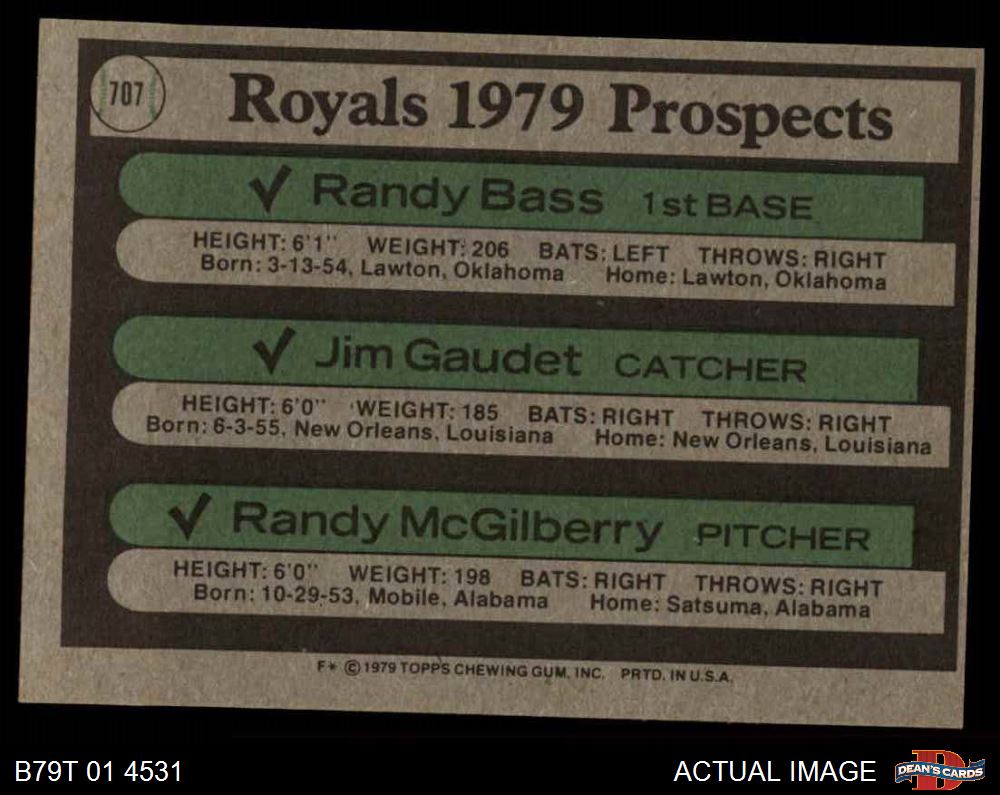 707
Royals 1979 Prospects
✓ Randy Bass 1st BASE
HEIGHT: 6'1" WEIGHT: 206 BATS: LEFT THROWS: RIGHT
Born: 3-13-54, Lawton, Oklahoma Home: Lawton, Oklahoma
✓ Jim Gaudet CATCHER
HEIGHT: 6'0" WEIGHT: 185 BATS: RIGHT THROWS: RIGHT
Born: 6-3-55, New Orleans, Louisiana Home: New Orleans, Louisiana
✓ Randy McGilberry PITCHER
HEIGHT: 6'0" WEIGHT: 198 BATS: RIGHT THROWS: RIGHT
Born: 10-29-53, Mobile, Alabama Home: Satsuma, Alabama
F* © 1979 TOPPS CHEWING GUM, INC. PRTD. IN U.S.A.
B79T 01 4531
ACTUAL IMAGE
DEAN'S CARDS